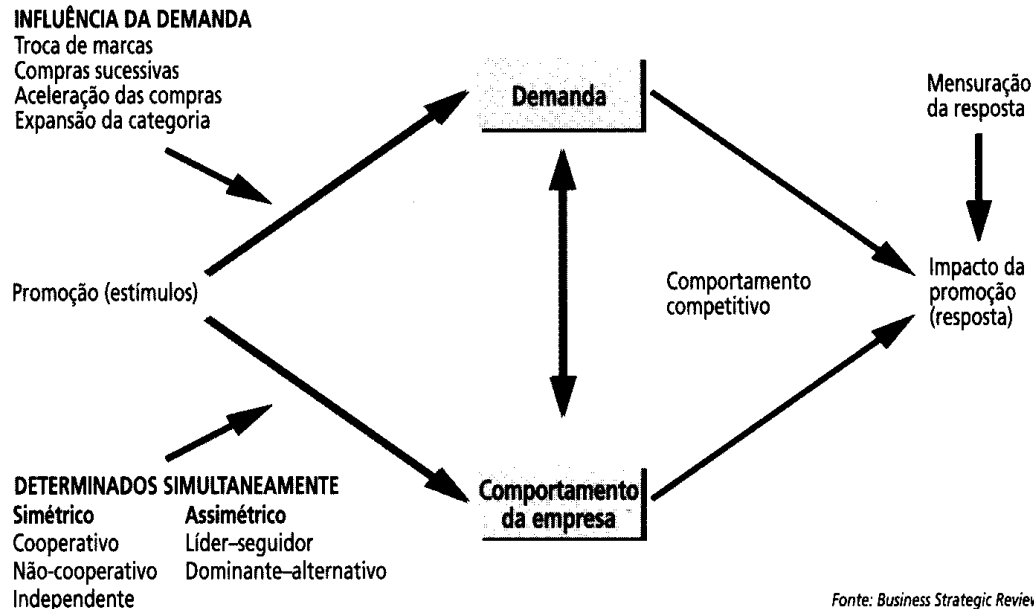 INFLUÊNCIA DA DEMANDA
Troca de marcas
Compras sucessivas
Aceleração das compras
Expansão da categoria
Demanda
Mensuração
da resposta
Promoção (estímulos)
Comportamento
competitivo
Impacto da
promoção
(resposta)
DETERMINADOS SIMULTANEAMENTE
Simétrico Assimétrico
Cooperativo Líder–seguidor
Não-cooperativo Dominante–alternativo
Independente
Comportamento
da empresa
Fonte: Business Strategic Review